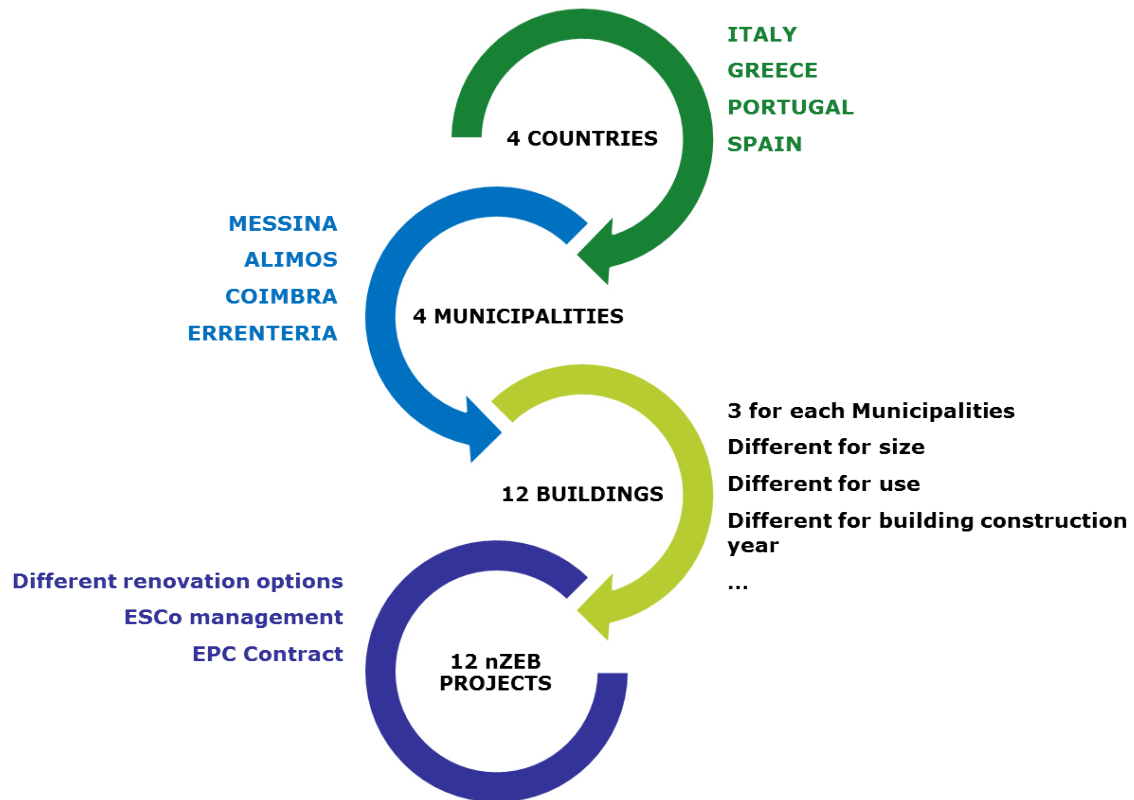 4 COUNTRIES
ITALY
GREECE
PORTUGAL
SPAIN
MESSINA
ALIMOS
COIMBRA
ERRENTERIA
4 MUNICIPALITIES
12 BUILDINGS
3 for each Municipalities
Different for size
Different for use
Different for building construction
year
...
Different renovation options
ESCo management
EPC Contract
12 nZEB
PROJECTS